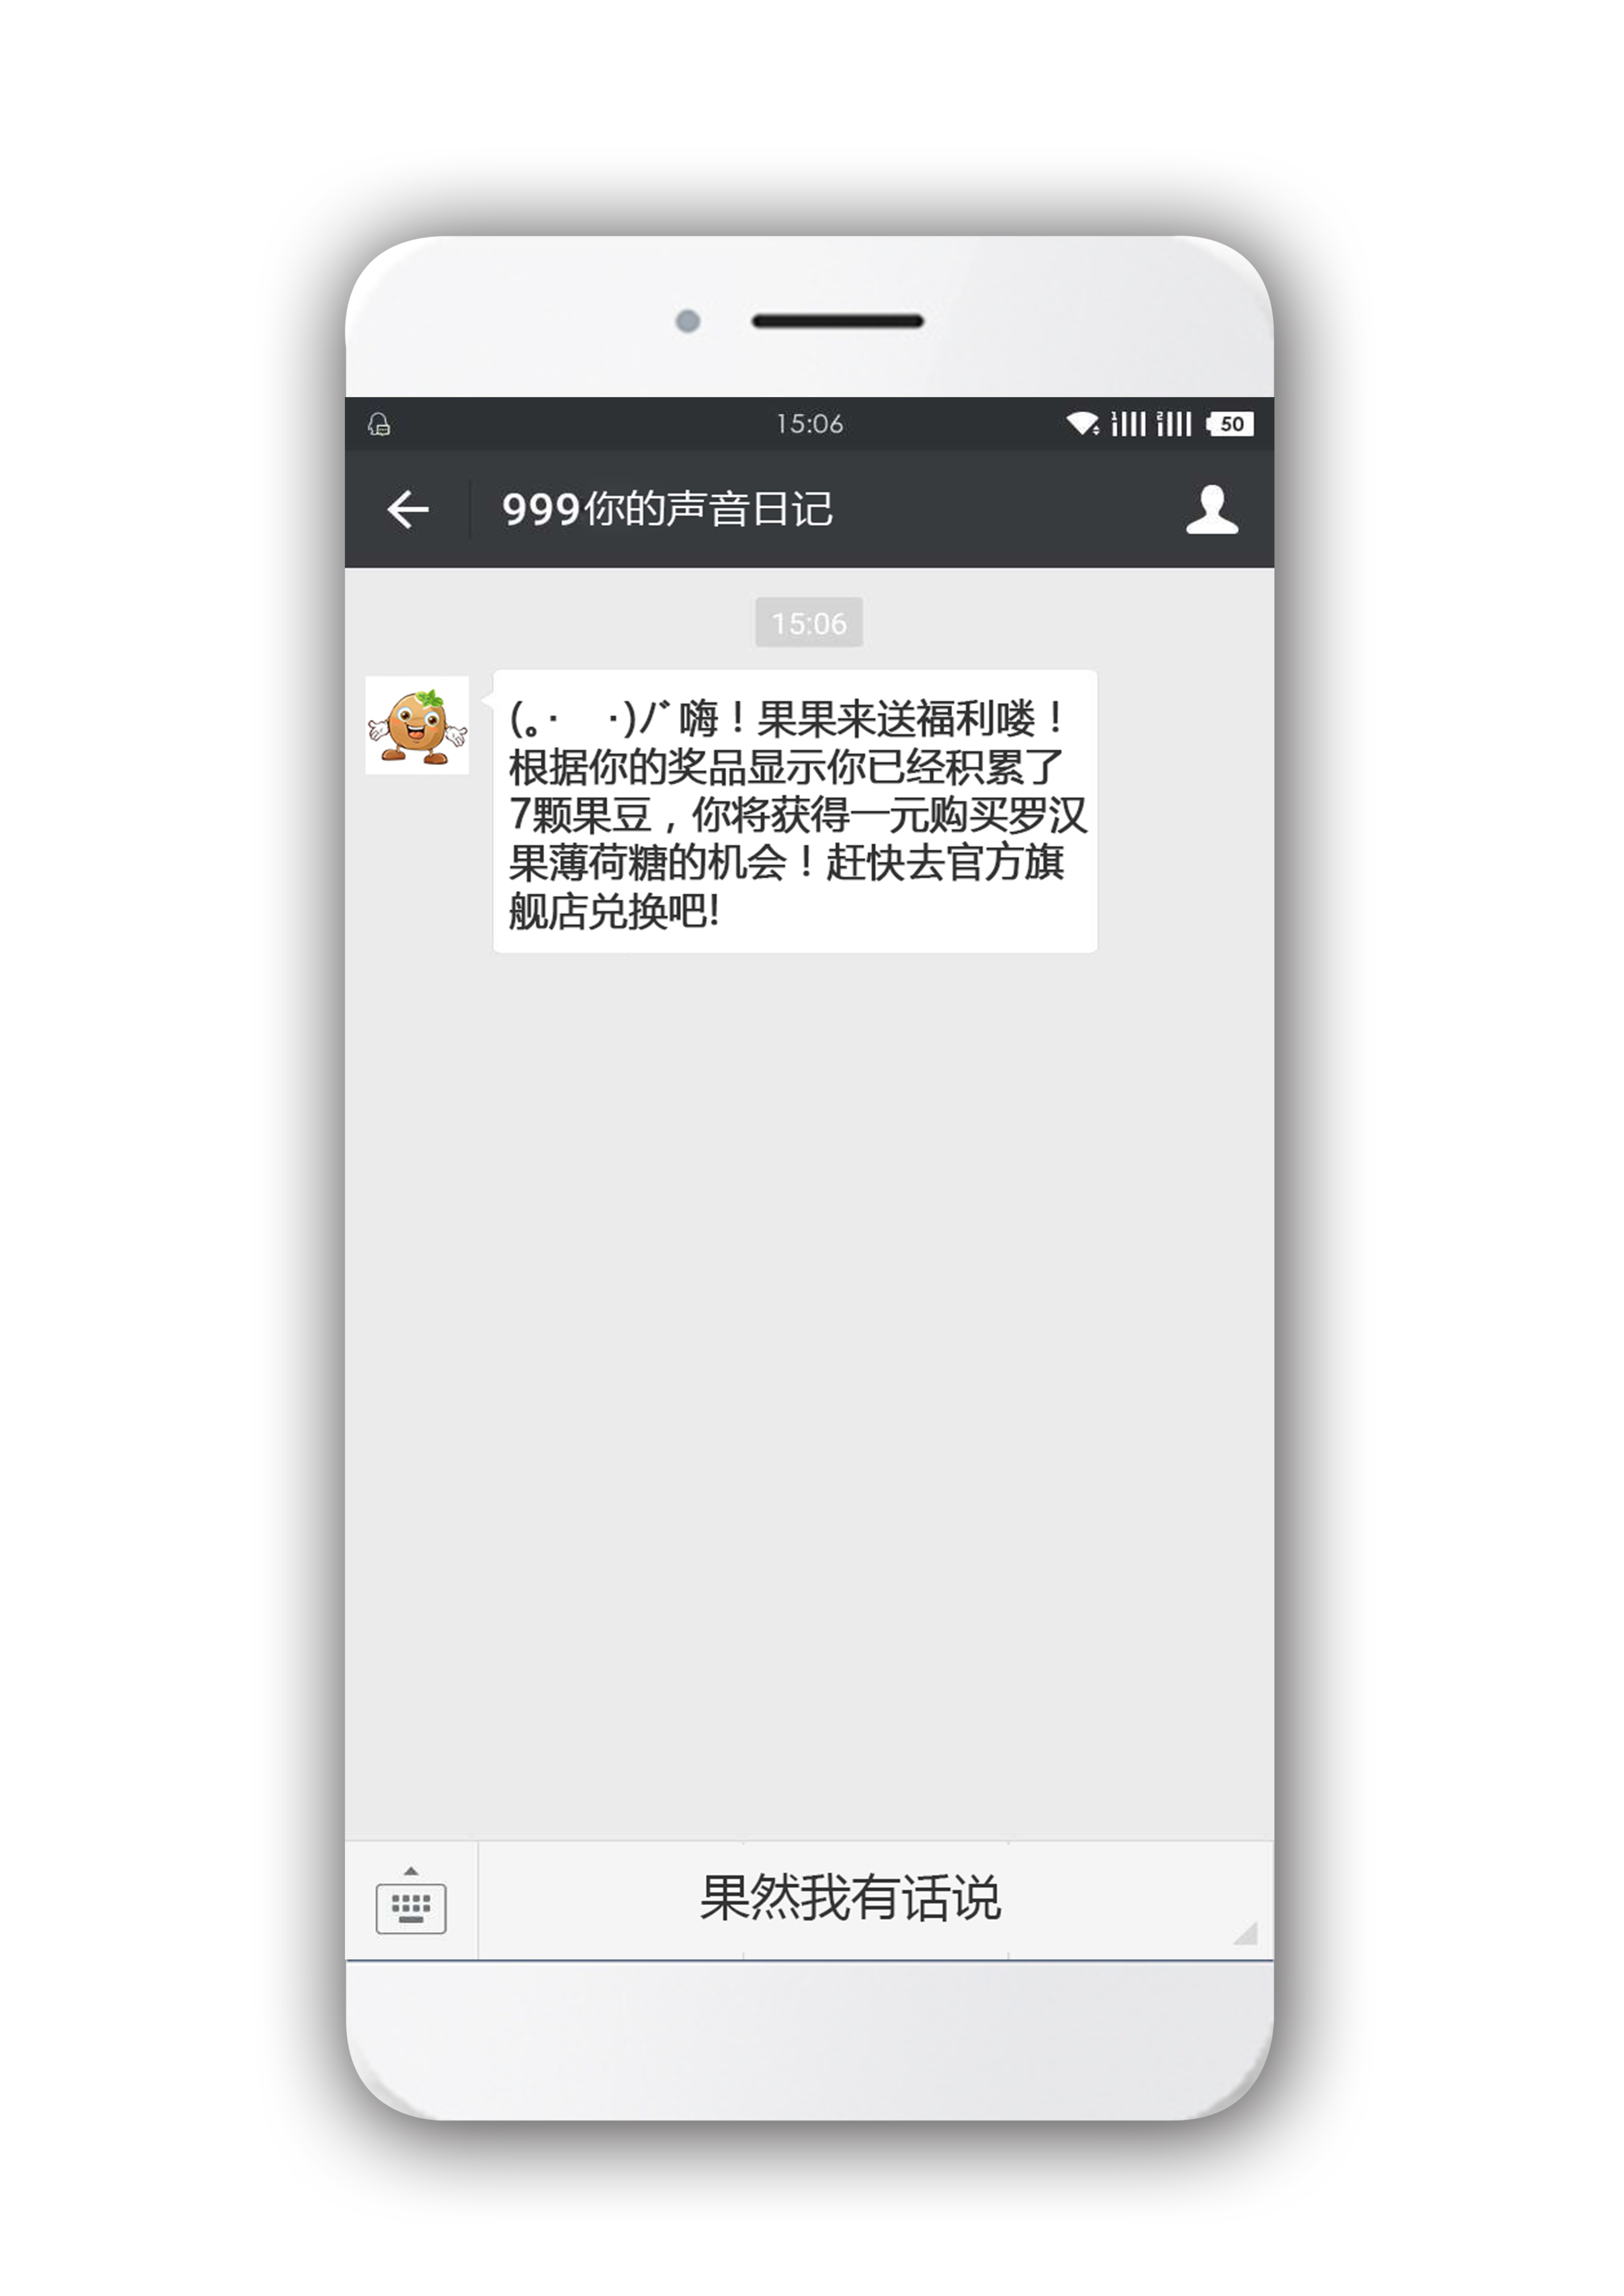 15:06
1
2
50
999你的声音日记
15:06
(。· ·)ﾉﾞ嗨！果果来送福利喽！
根据你的奖品显示你已经积累了
7颗果豆，你将获得一元购买罗汉
果薄荷糖的机会！赶快去官方旗
舰店兑换吧!
果然我有话说